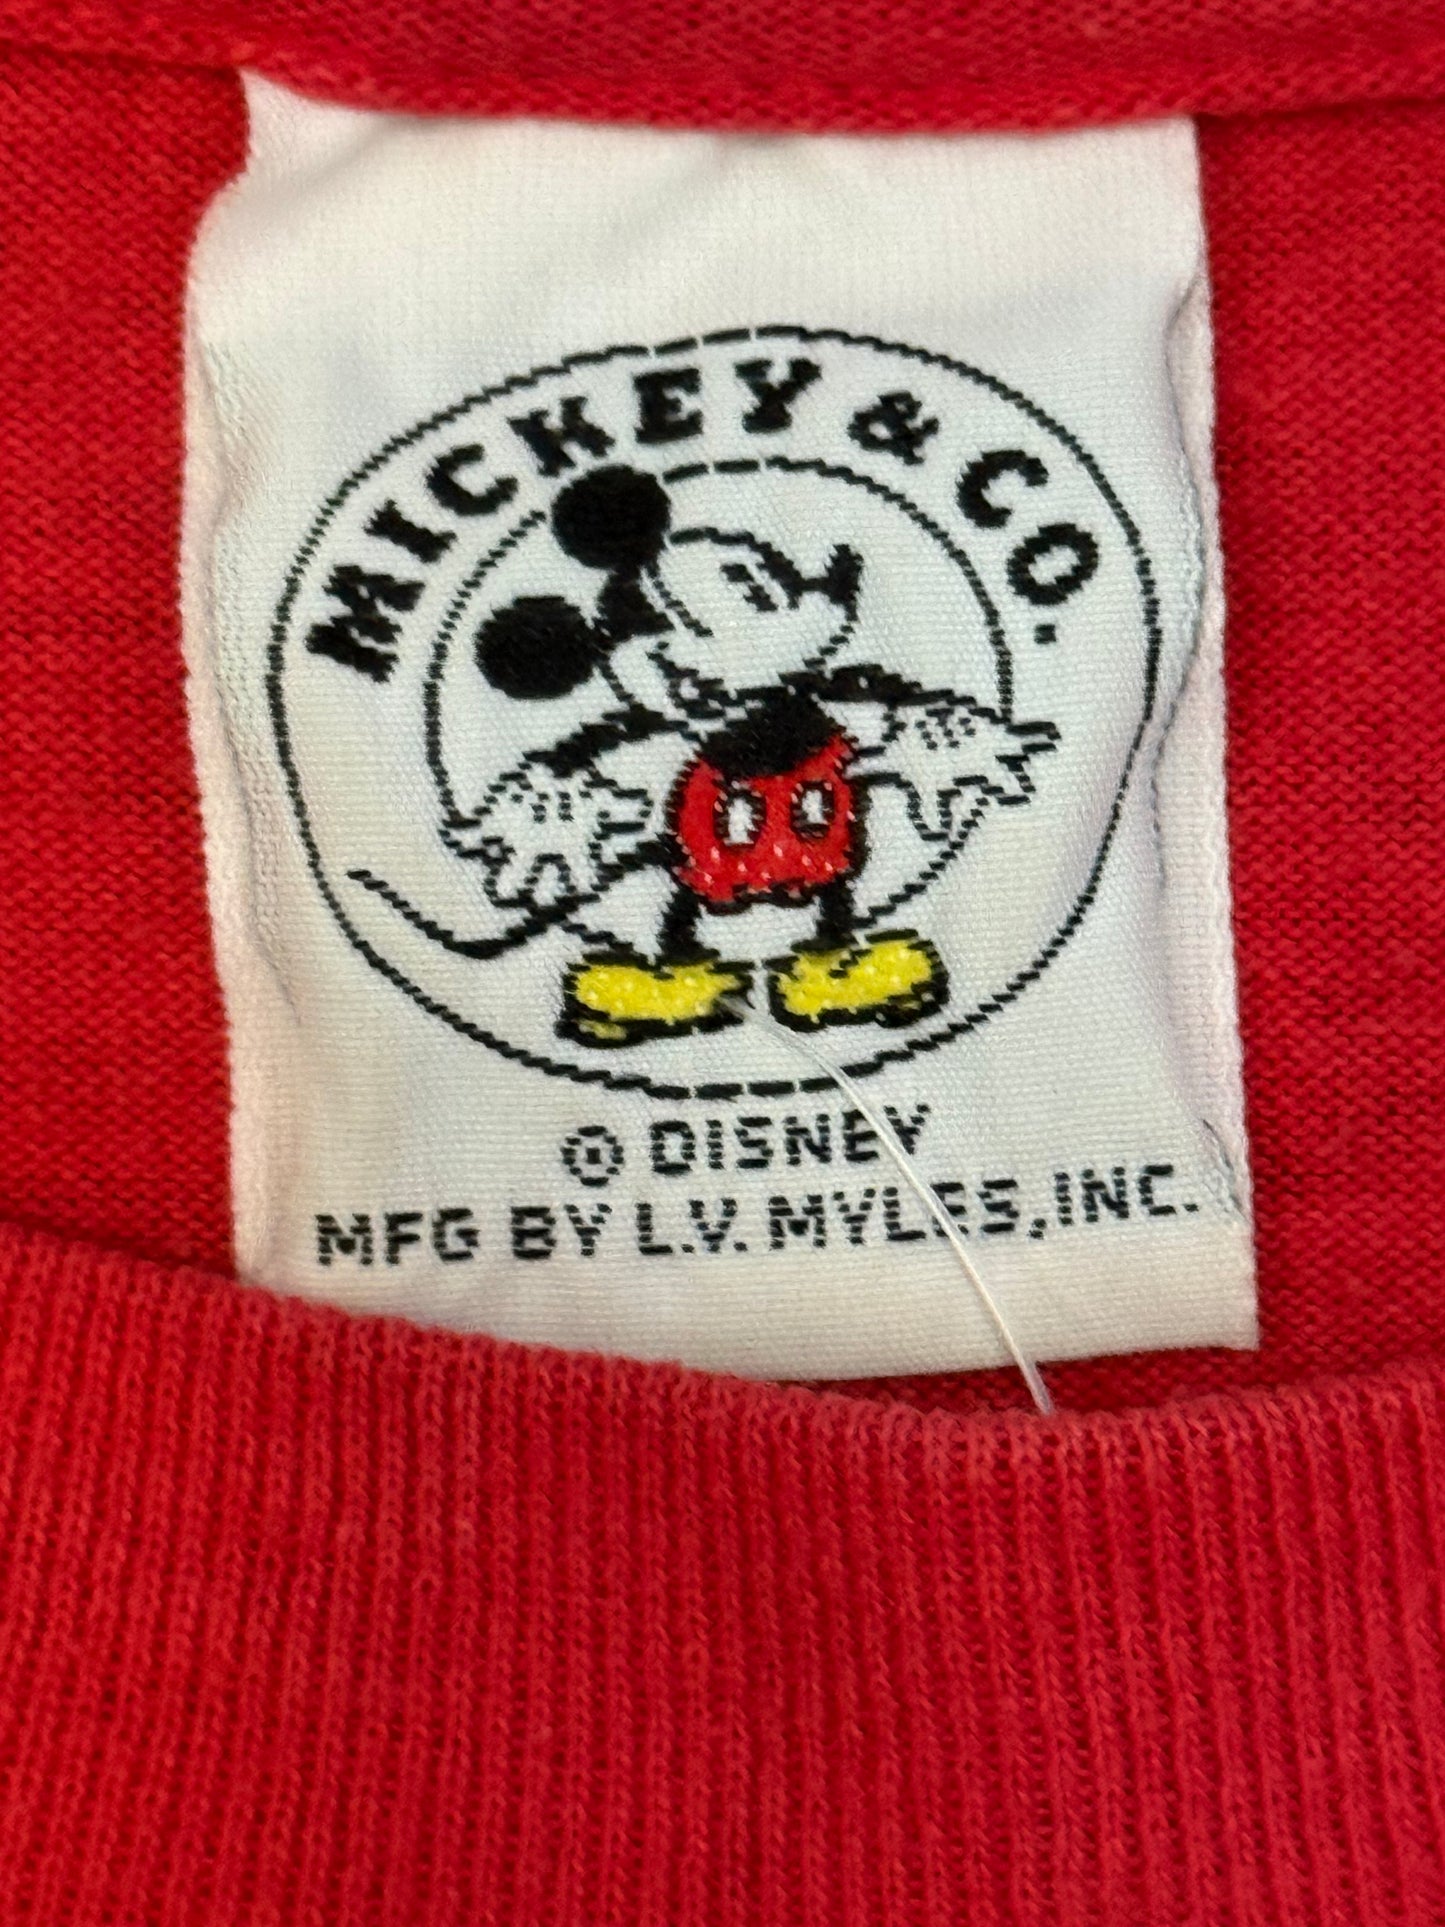 MICKEY & CO.
© DISNEY
MFG BY L.V. MYLES, INC.